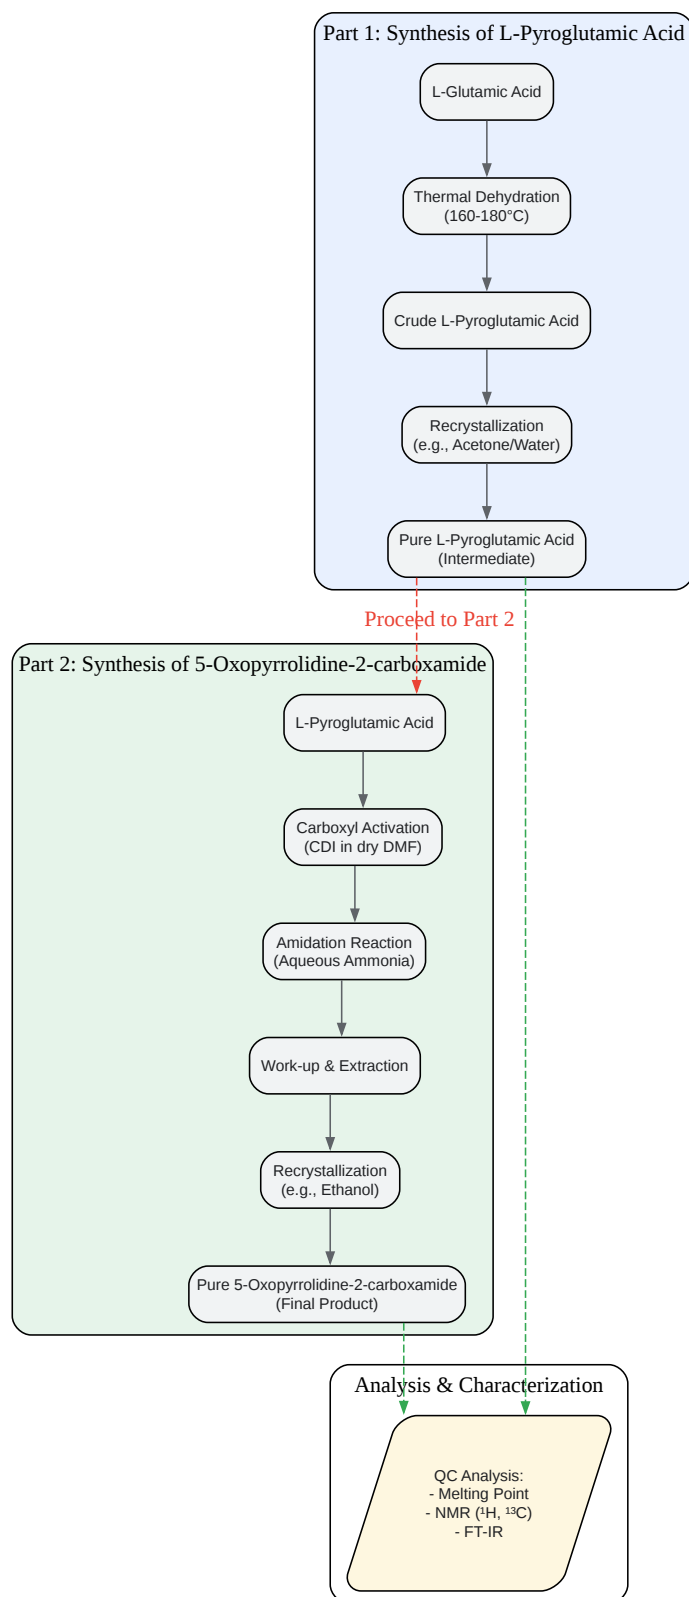 Part 1: Synthesis of L-Pyroglutamic Acid
L-Glutamic Acid
Thermal Dehydration
(160-180°C)
Crude L-Pyroglutamic Acid
Recrystallization
(e.g., Acetone/Water)
Pure L-Pyroglutamic Acid
(Intermediate)
Proceed to Part 2
Part 2: Synthesis of 5-Oxopyrrolidine-2-carboxamide
L-Pyroglutamic Acid
Carboxyl Activation
(CDI in dry DMF)
Amidation Reaction
(Aqueous Ammonia)
Work-up & Extraction
Recrystallization
(e.g., Ethanol)
Pure 5-Oxopyrrolidine-2-carboxamide
(Final Product)
Analysis & Characterization
QC Analysis:
- Melting Point
- NMR (¹H, ¹³C)
- FT-IR